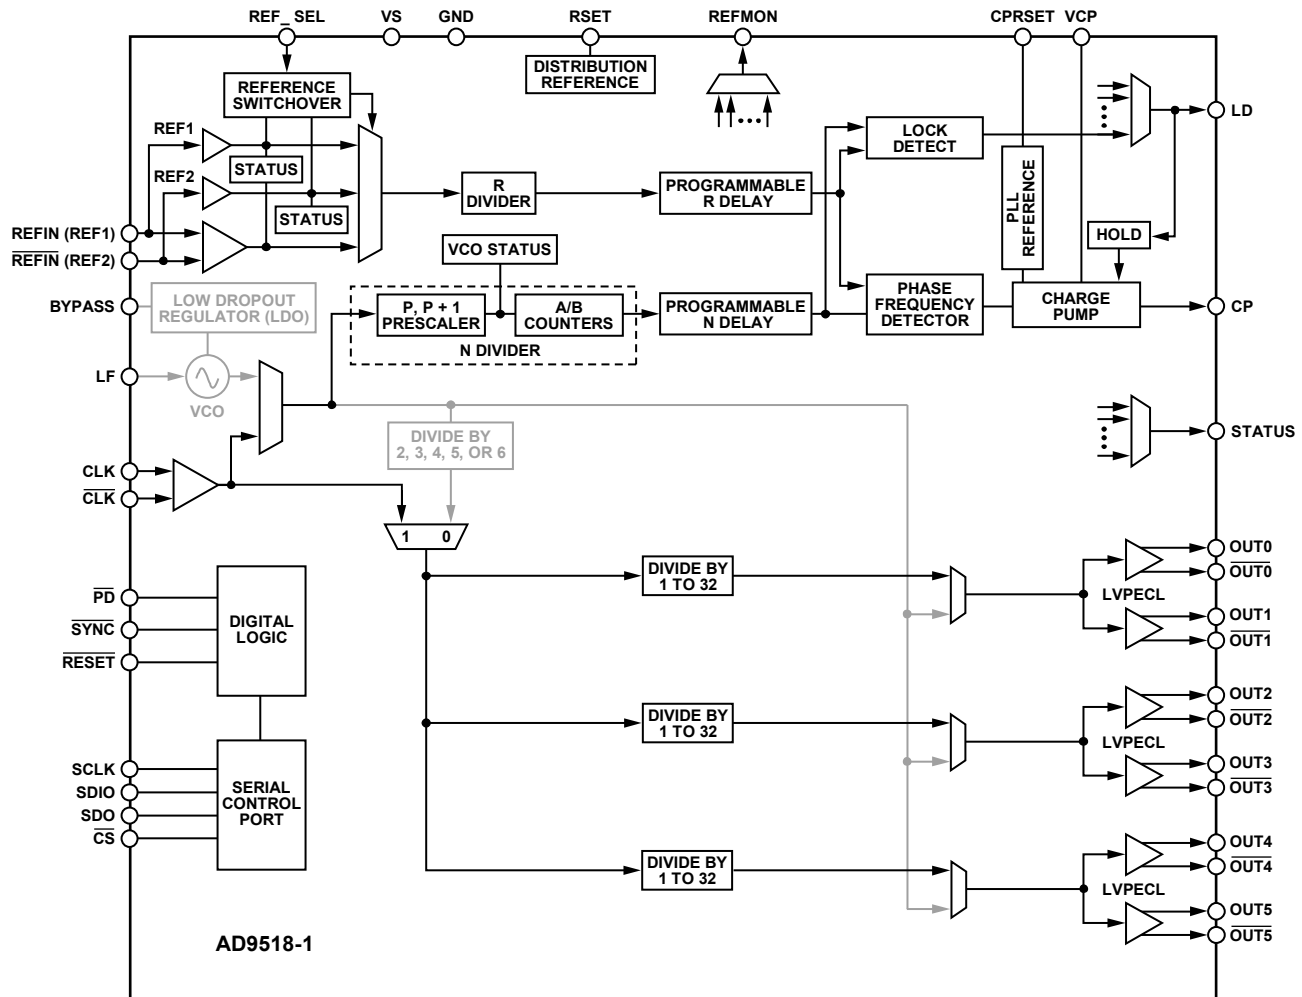 REF_ SEL
VS
GND
RSET
REFMON
CPRSET
VCP
DISTRIBUTION
REFERENCE
REFERENCE
SWITCHOVER
REF1
STATUS
REF2
STATUS
R
DIVIDER
PROGRAMMABLE
R DELAY
LOCK
DETECT
PLL
REFERENCE
HOLD
LD
REFIN (REF1)
REFIN (REF2)
VCO STATUS
BYPASS
LOW DROPOUT
REGULATOR (LDO)
P, P + 1
PRESCALER
A/B
COUNTERS
N DIVIDER
PROGRAMMABLE
N DELAY
PHASE
FREQUENCY
DETECTOR
CHARGE
PUMP
CP
LF
VCO
DIVIDE BY
2, 3, 4, 5, OR 6
STATUS
CLK
CLK
1 0
DIVIDE BY
1 TO 32
LVPECL
OUT0
OUT0
OUT1
OUT1
PD
SYNC
RESET
DIGITAL
LOGIC
DIVIDE BY
1 TO 32
LVPECL
OUT2
OUT2
OUT3
OUT3
SCLK
SDIO
SDO
CS
SERIAL
CONTROL
PORT
DIVIDE BY
1 TO 32
LVPECL
OUT4
OUT4
OUT5
OUT5
AD9518-1